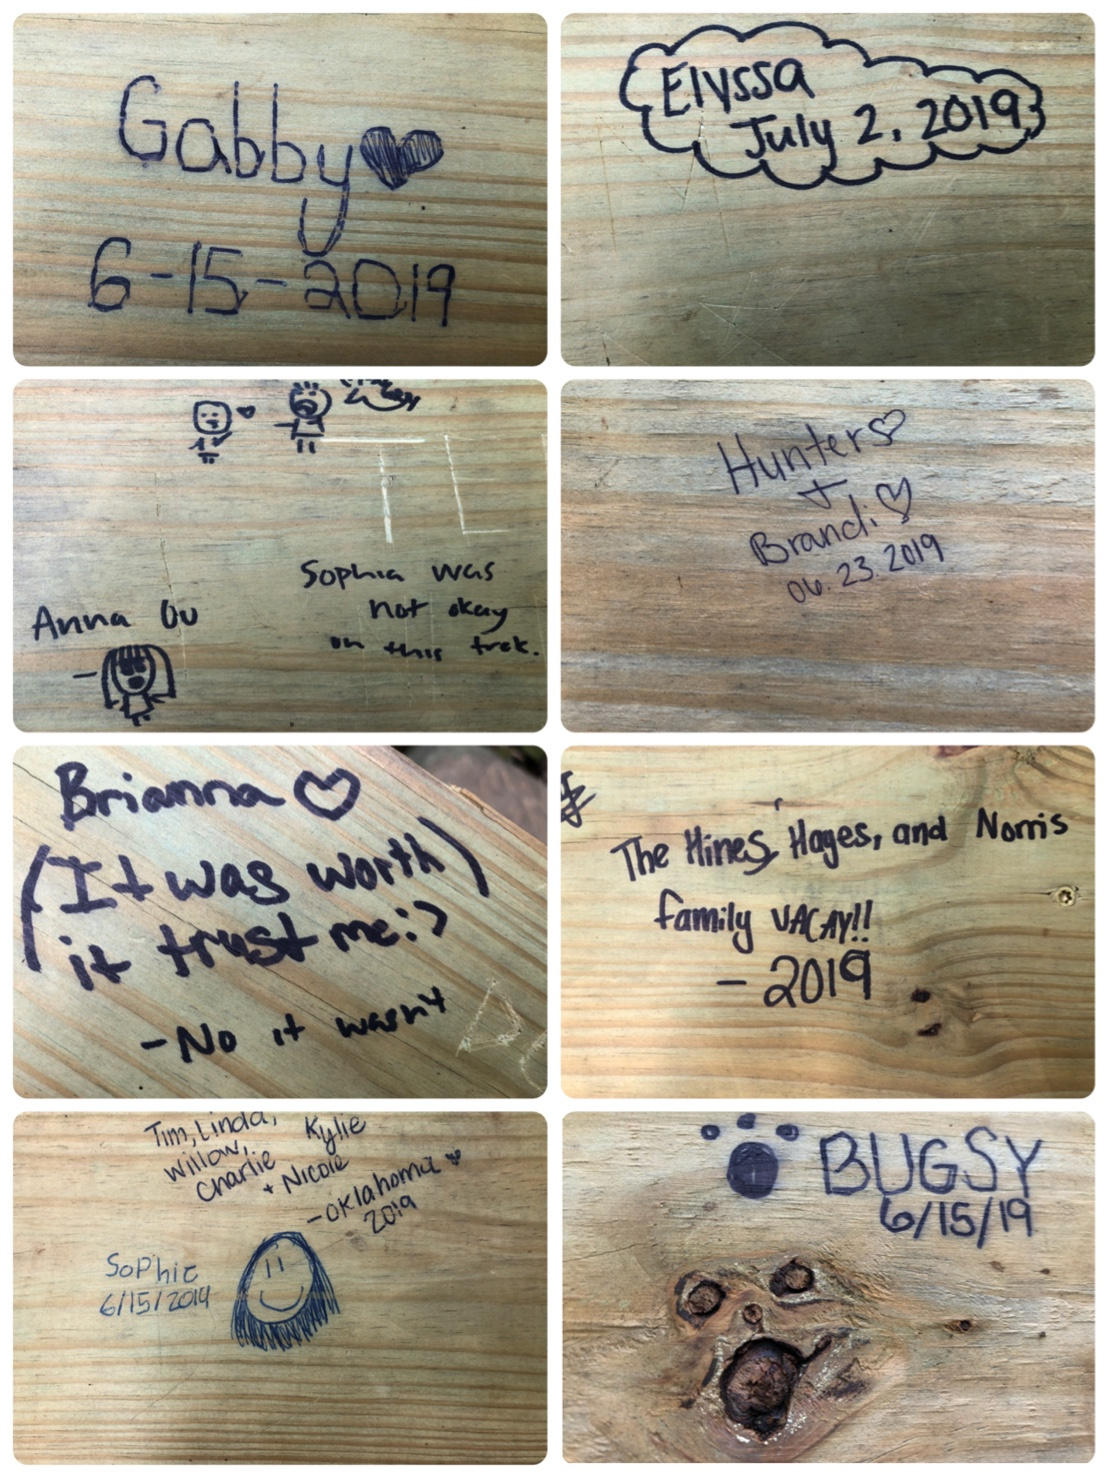 Gabby
6-15-2019
Elyssa
July 2, 2019
Sophia was
not okay
on this trek.
Anna Ou
Hunter
+
Brandi
06.23.2019
Brianna
(It was worth)
it trust me:)
-No it wasn't
The Hines, Hayes, and Norris
family VACAY!!
- 2019
Tim, Linda,
Willow,
Charlie
Kylie
+ Nicole
-Oklahoma
2019
Sophie
6/15/2019
BUGSY
6/15/19